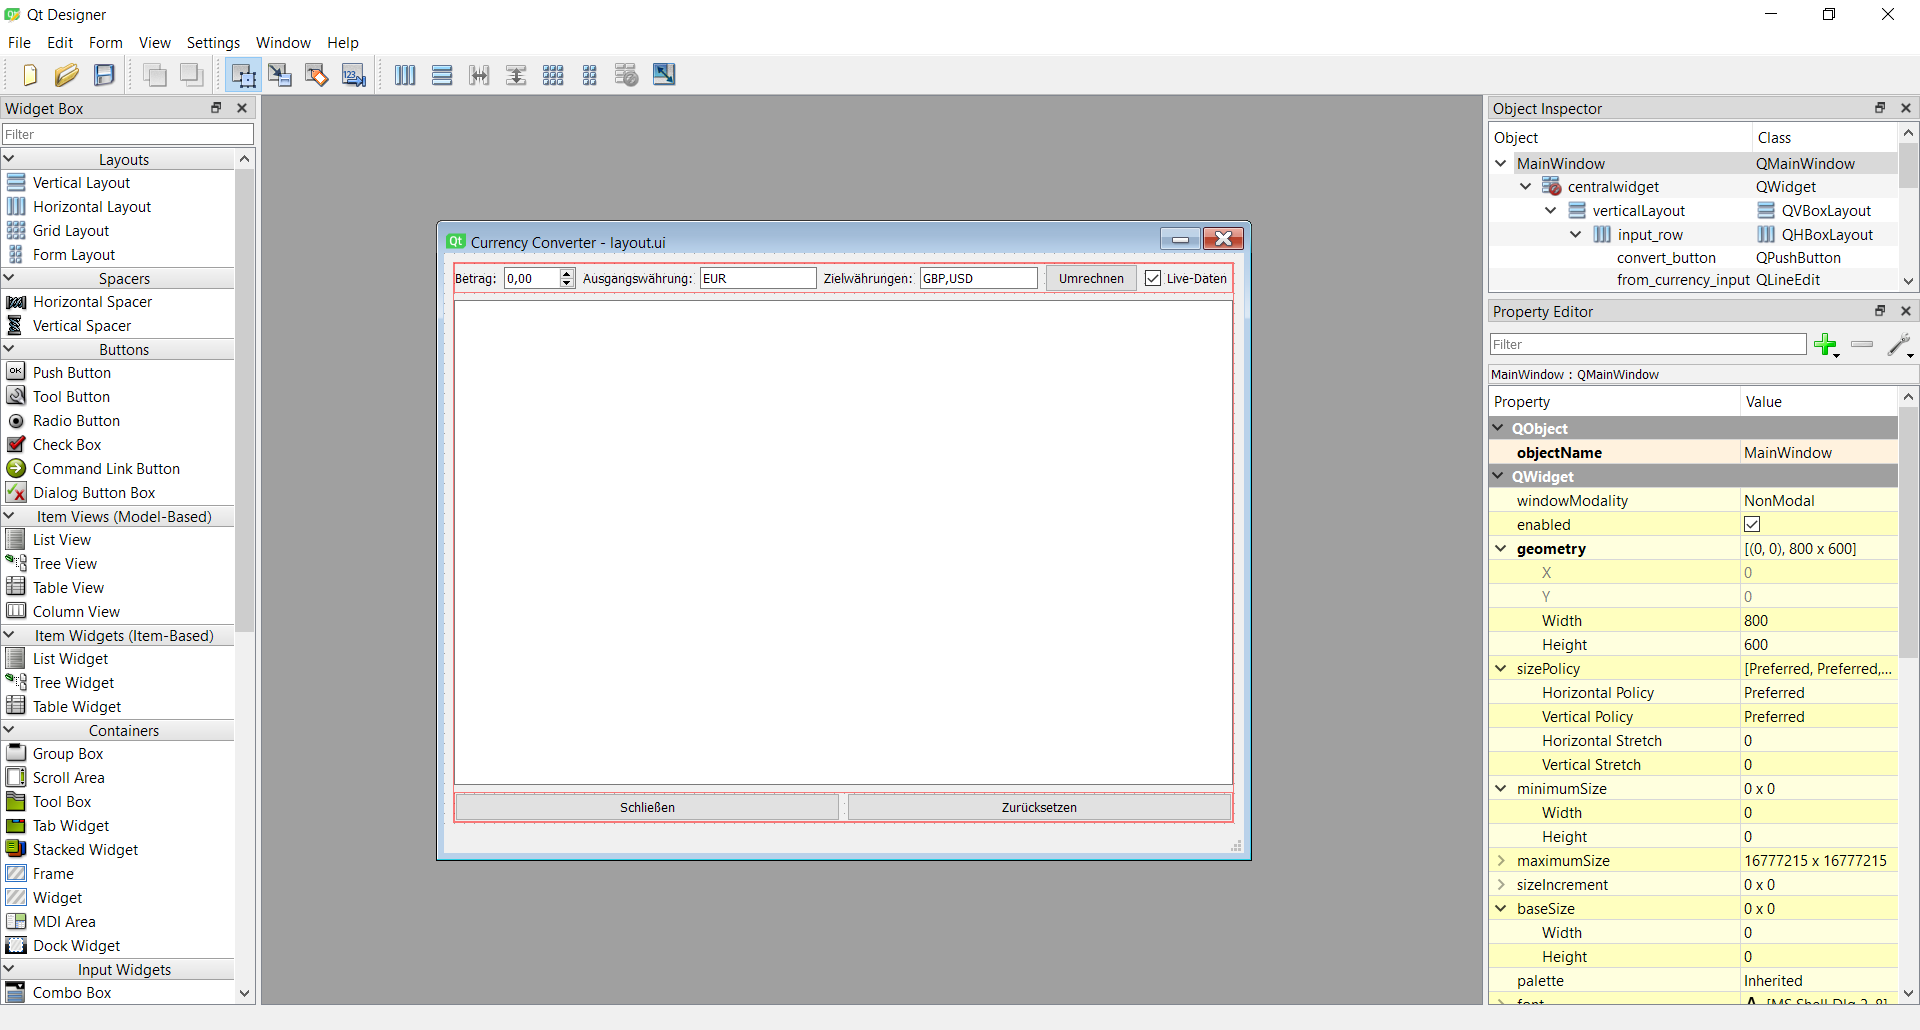 Qt Designer
File Edit Form View Settings Window Help
Widget Box
Filter
Layouts
Vertical Layout
Horizontal Layout
Grid Layout
Form Layout
Spacers
Horizontal Spacer
Vertical Spacer
Buttons
Push Button
Tool Button
Radio Button
Check Box
Command Link Button
Dialog Button Box
Item Views (Model-Based)
List View
Tree View
Table View
Column View
Item Widgets (Item-Based)
List Widget
Tree Widget
Table Widget
Containers
Group Box
Scroll Area
Tool Box
Tab Widget
Stacked Widget
Frame
Widget
MDI Area
Dock Widget
Input Widgets
Combo Box
Qt Currency Converter - layout.ui
Betrag: 0,00 Ausgangswährung: EUR Zielwährungen: GBP,USD Umrechnen Live-Daten
Schließen Zurücksetzen
Object Inspector
Object Class
MainWindow QMainWindow
centralwidget QWidget
verticalLayout QVBoxLayout
input_row QHBoxLayout
convert_button QPushButton
from_currency_input QLineEdit
Property Editor
Filter
MainWindow : QMainWindow
Property Value
QObject
objectName MainWindow
QWidget
windowModality NonModal
enabled
geometry [(0, 0), 800 x 600]
X 0
Y 0
Width 800
Height 600
sizePolicy [Preferred, Preferred,...
Horizontal Policy Preferred
Vertical Policy Preferred
Horizontal Stretch 0
Vertical Stretch 0
minimumSize 0 x 0
Width 0
Height 0
maximumSize 16777215 x 16777215
sizeIncrement 0 x 0
baseSize 0 x 0
Width 0
Height 0
palette Inherited
font A [MS Shell Dlg 2, 8]